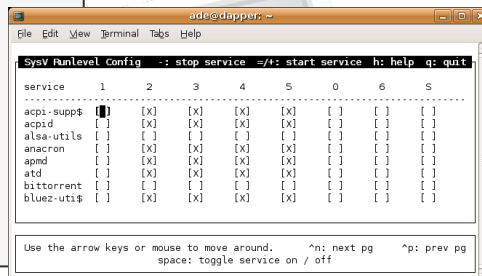 ade@dapper: ~
File Edit View Terminal Tabs Help
SysV Runlevel Config -: stop service =/+: start service h: help q: quit
service 1 2 3 4 5 0 6 S
acpi-supp$ [ ] [X] [X] [X] [X] [ ] [ ] [ ]
acpid [ ] [X] [X] [X] [X] [ ] [ ] [ ]
alsa-utils [ ] [ ] [ ] [ ] [ ] [ ] [ ] [ ]
anacron [ ] [X] [X] [X] [X] [ ] [ ] [ ]
apmd [ ] [X] [X] [X] [X] [ ] [ ] [ ]
atd [ ] [X] [X] [X] [X] [ ] [ ] [ ]
bittorrent [ ] [ ] [ ] [ ] [ ] [ ] [ ] [ ]
bluez-uti$ [ ] [X] [X] [X] [X] [ ] [ ] [ ]
Use the arrow keys or mouse to move around. ^n: next pg ^p: prev pg
space: toggle service on / off